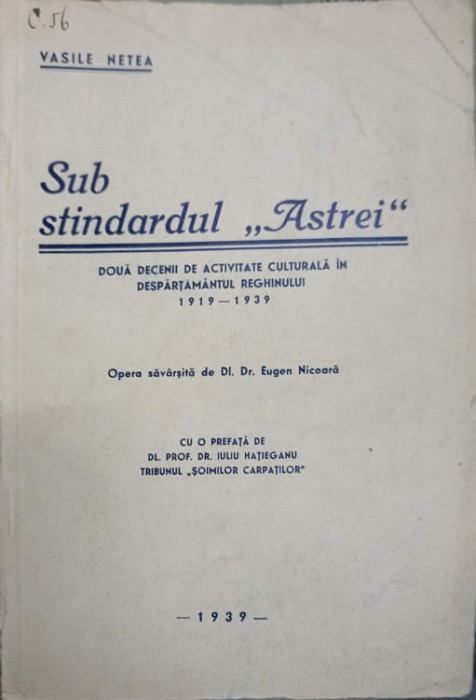 C. 56
VASILE NETEA
Sub
stindardul „Astrei“
DOUĂ DECENII DE ACTIVITATE CULTURALĂ ÎN
DESPĂRȚĂMÂNTUL REGHINULUI
1919 — 1939
Opera săvârșită de Dl. Dr. Eugen Nicoară
CU O PREFAȚĂ DE
DL. PROF. DR. IULIU HAȚIEGANU
TRIBUNUL „ȘOIMILOR CARPAȚILOR“
— 1939 —